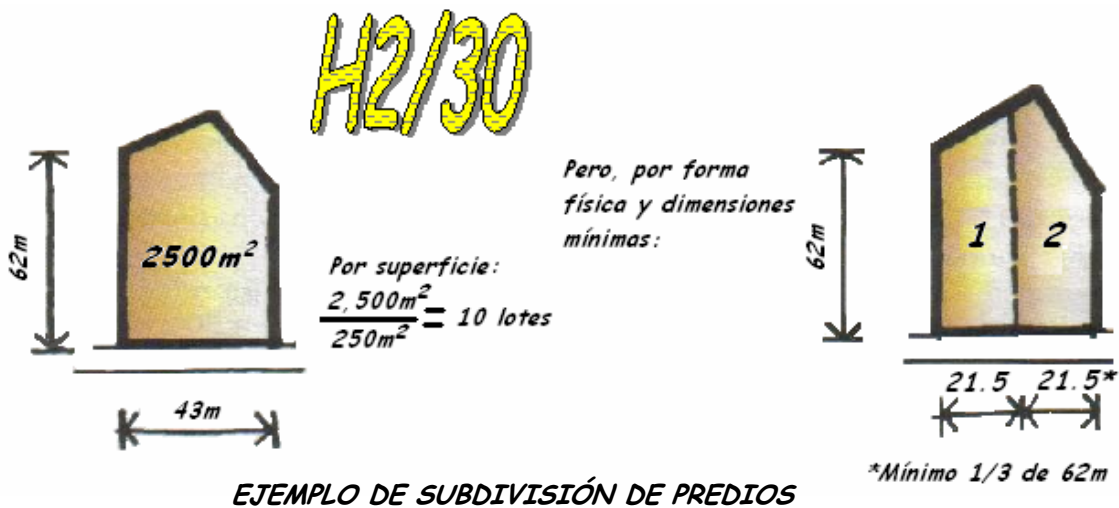 H2/30
62m
2500m²
43m
Por superficie:
2,500m²
250m²
= 10 lotes
Pero, por forma
física y dimensiones
mínimas:
62m
1
2
21.5
21.5*
*Mínimo 1/3 de 62m
EJEMPLO DE SUBDIVISIÓN DE PREDIOS